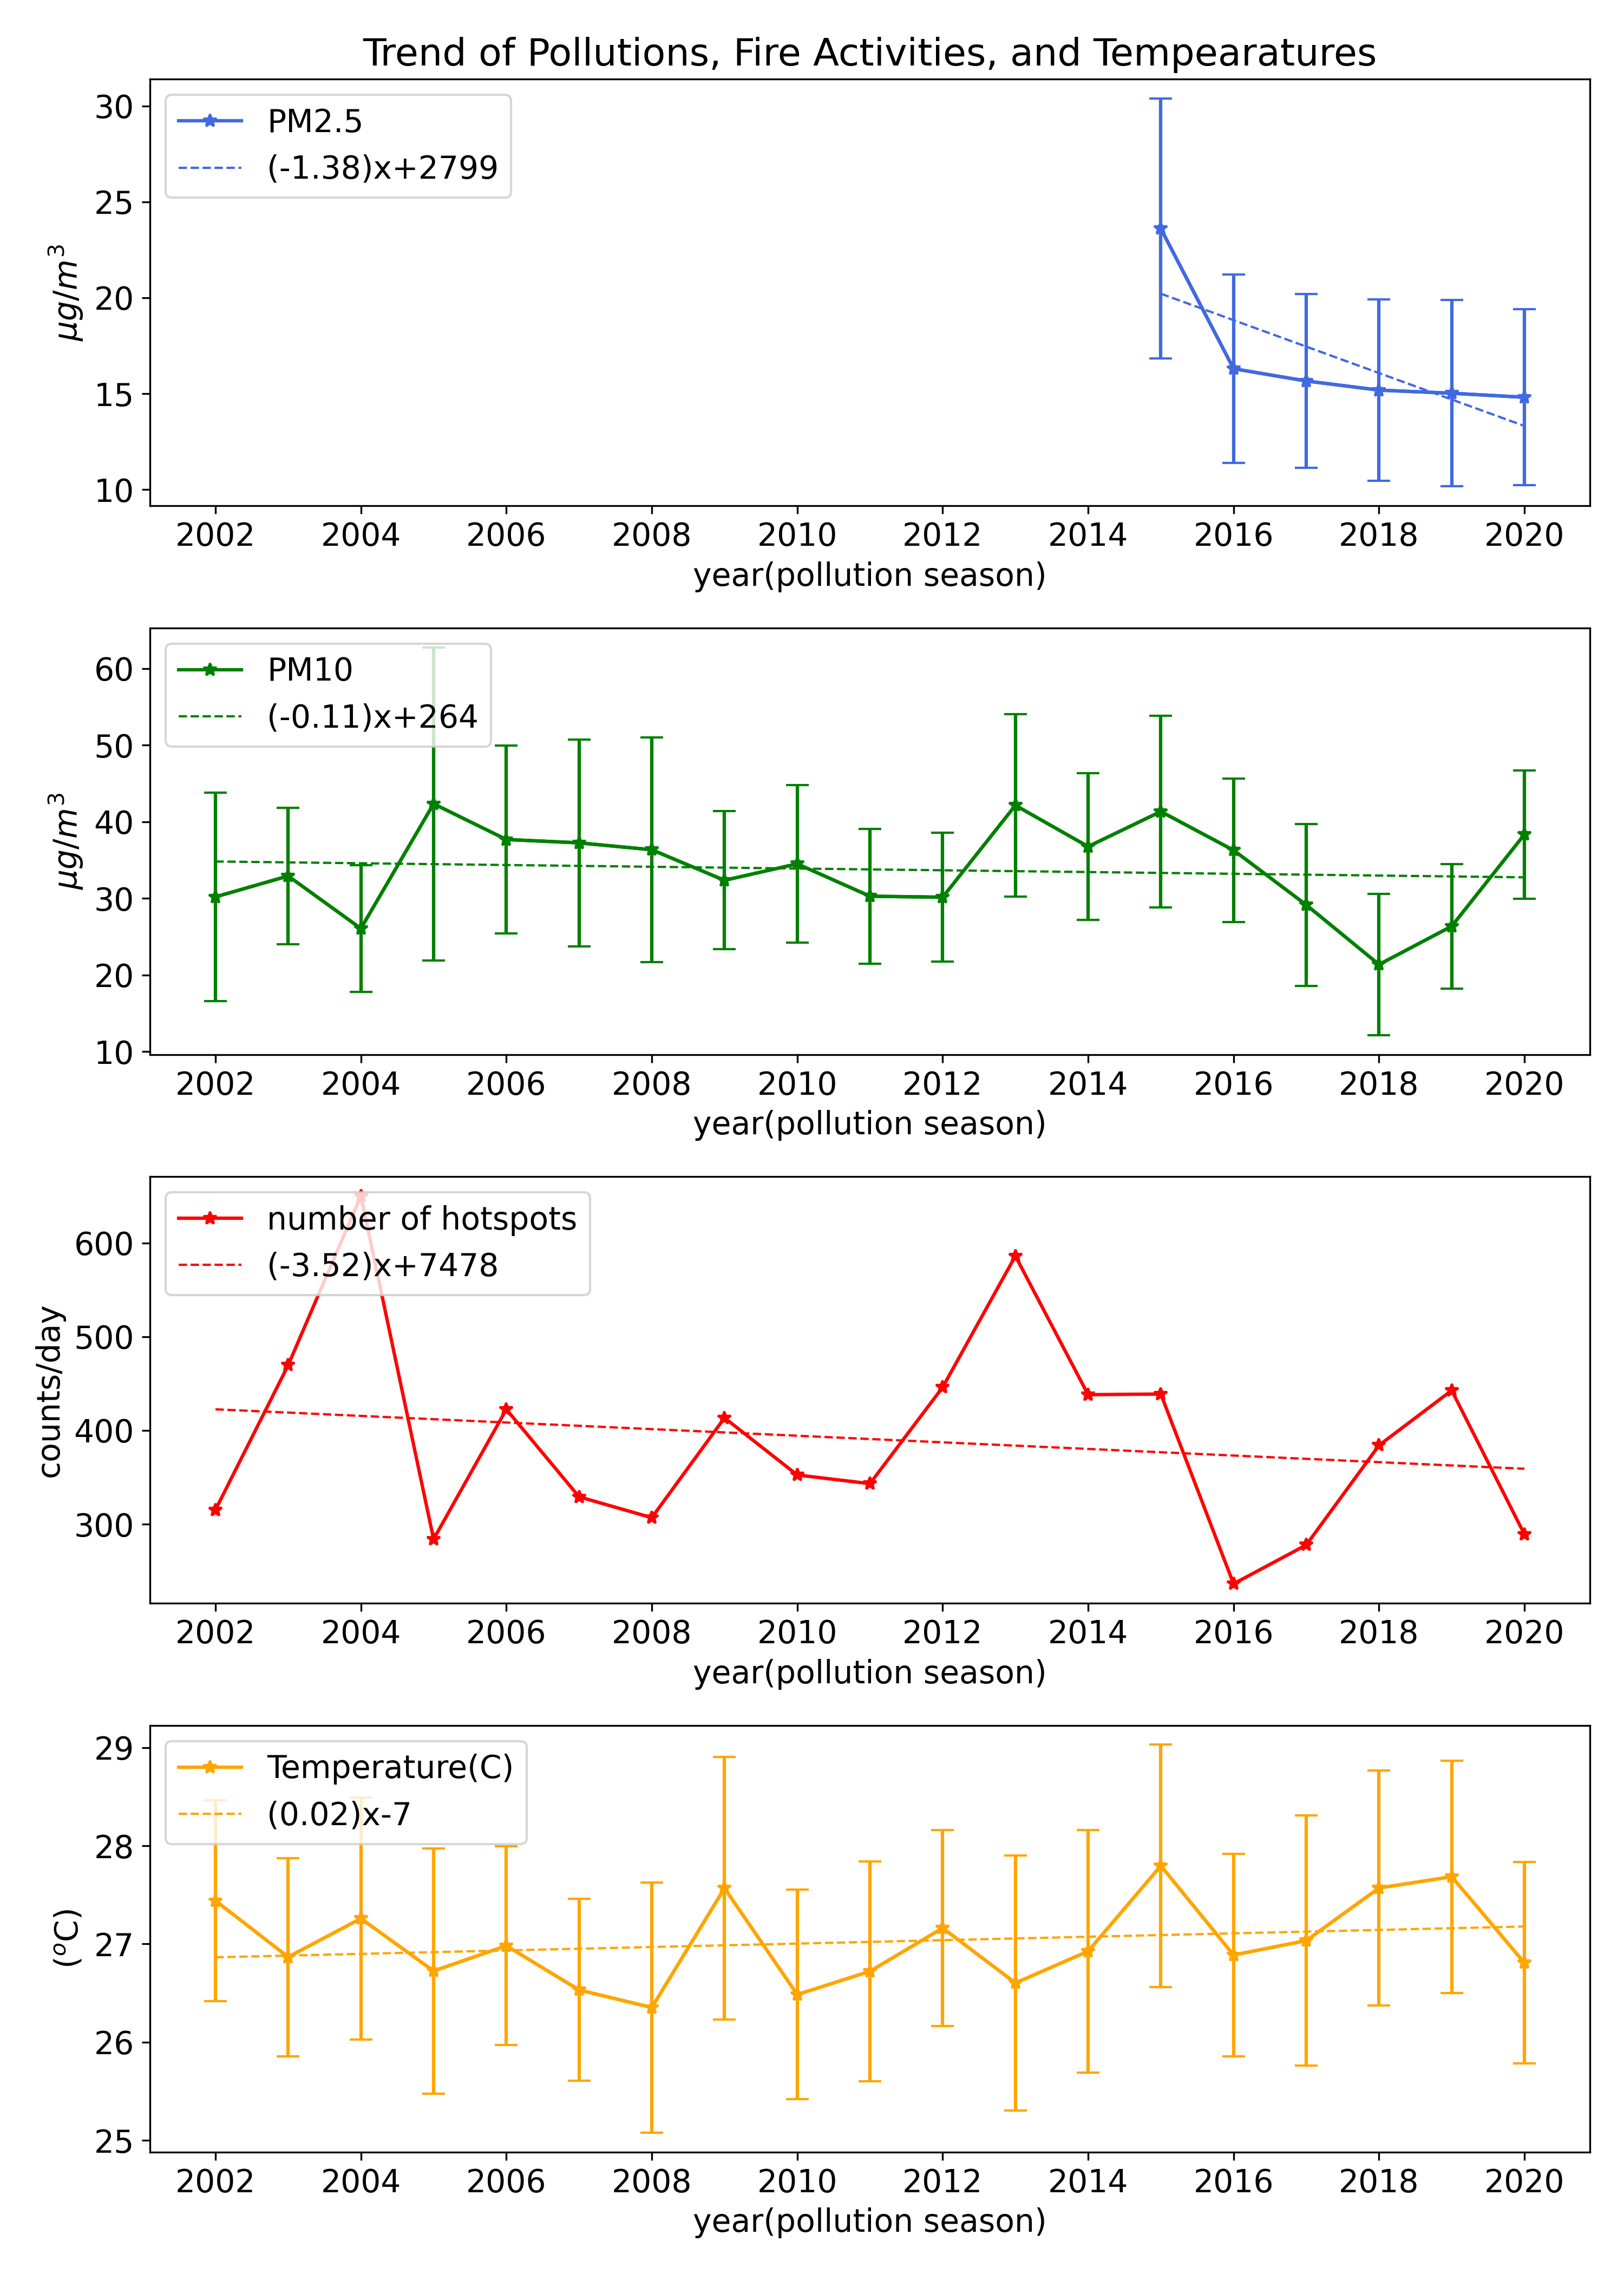 Trend of Pollutions, Fire Activities, and Tempearatures
PM2.5
(-1.38)x+2799
30
25
20
15
10
μg/m³
2002 2004 2006 2008 2010 2012 2014 2016 2018 2020
year(pollution season)
PM10
(-0.11)x+264
60
50
40
30
20
10
μg/m³
2002 2004 2006 2008 2010 2012 2014 2016 2018 2020
year(pollution season)
number of hotspots
(-3.52)x+7478
600
500
400
300
counts/day
2002 2004 2006 2008 2010 2012 2014 2016 2018 2020
year(pollution season)
Temperature(C)
(0.02)x-7
29
28
27
26
25
(°C)
2002 2004 2006 2008 2010 2012 2014 2016 2018 2020
year(pollution season)